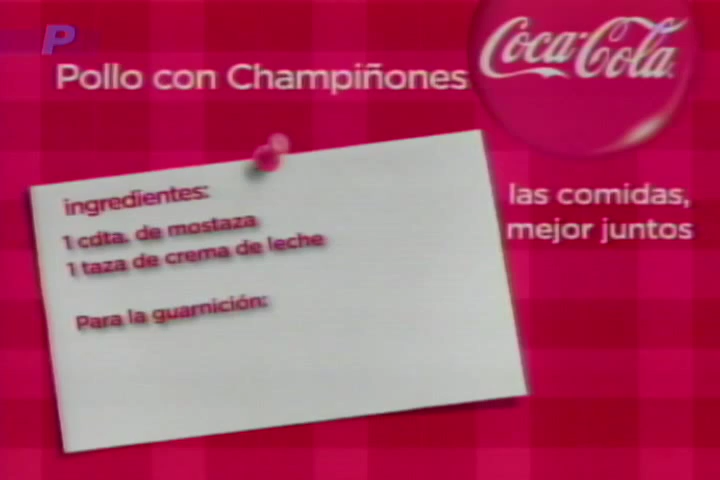 P
Pollo con Champiñones
Coca-Cola
ingredientes:
1 cdta. de mostaza
1 taza de crema de leche
Para la guarnición:
las comidas,
mejor juntos